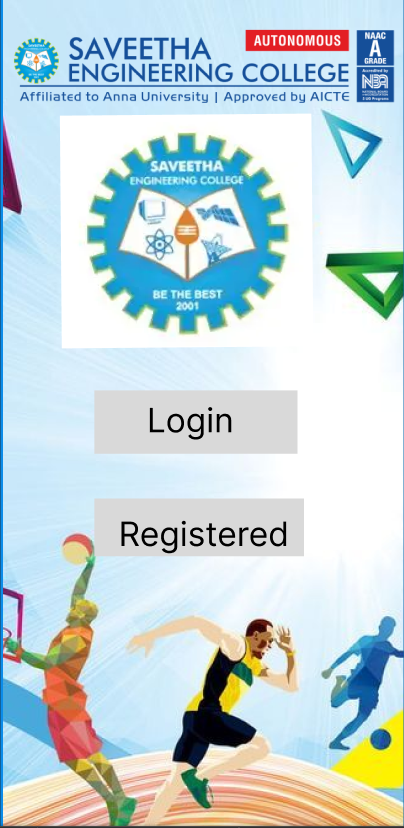 AUTONOMOUS
SAVEETHA
ENGINEERING COLLEGE
Affiliated to Anna University | Approved by AICTE
NAAC
A
GRADE
Accredited by
NBA
SAVEETHA
ENGINEERING COLLEGE
BE THE BEST
2001
Login
Registered